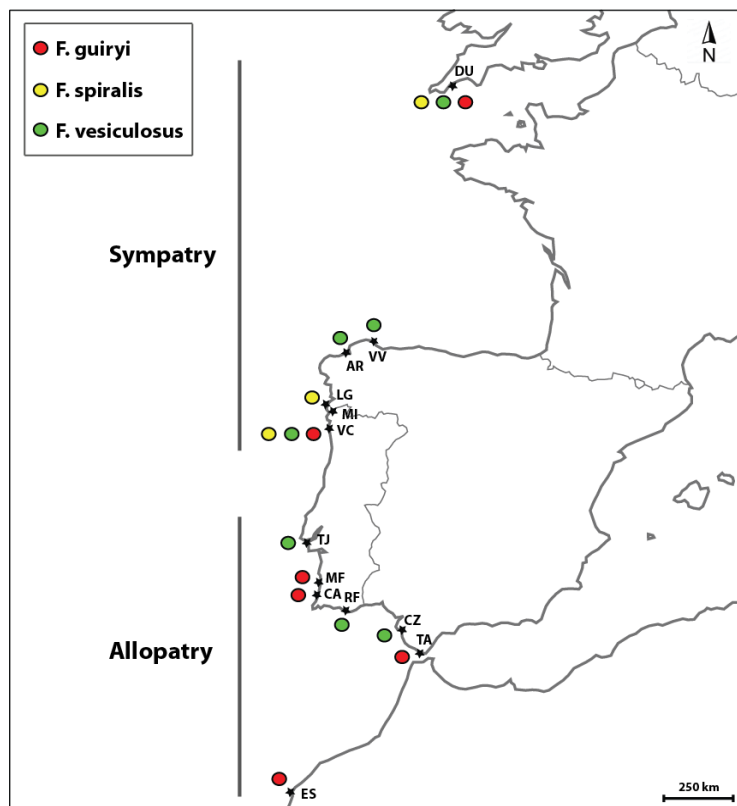 F. guiryi
F. spiralis
F. vesiculosus
N
DU
Sympatry
VV
AR
LG
MI
VC
TJ
MF
CA
RF
CZ
TA
Allopatry
ES
250 km